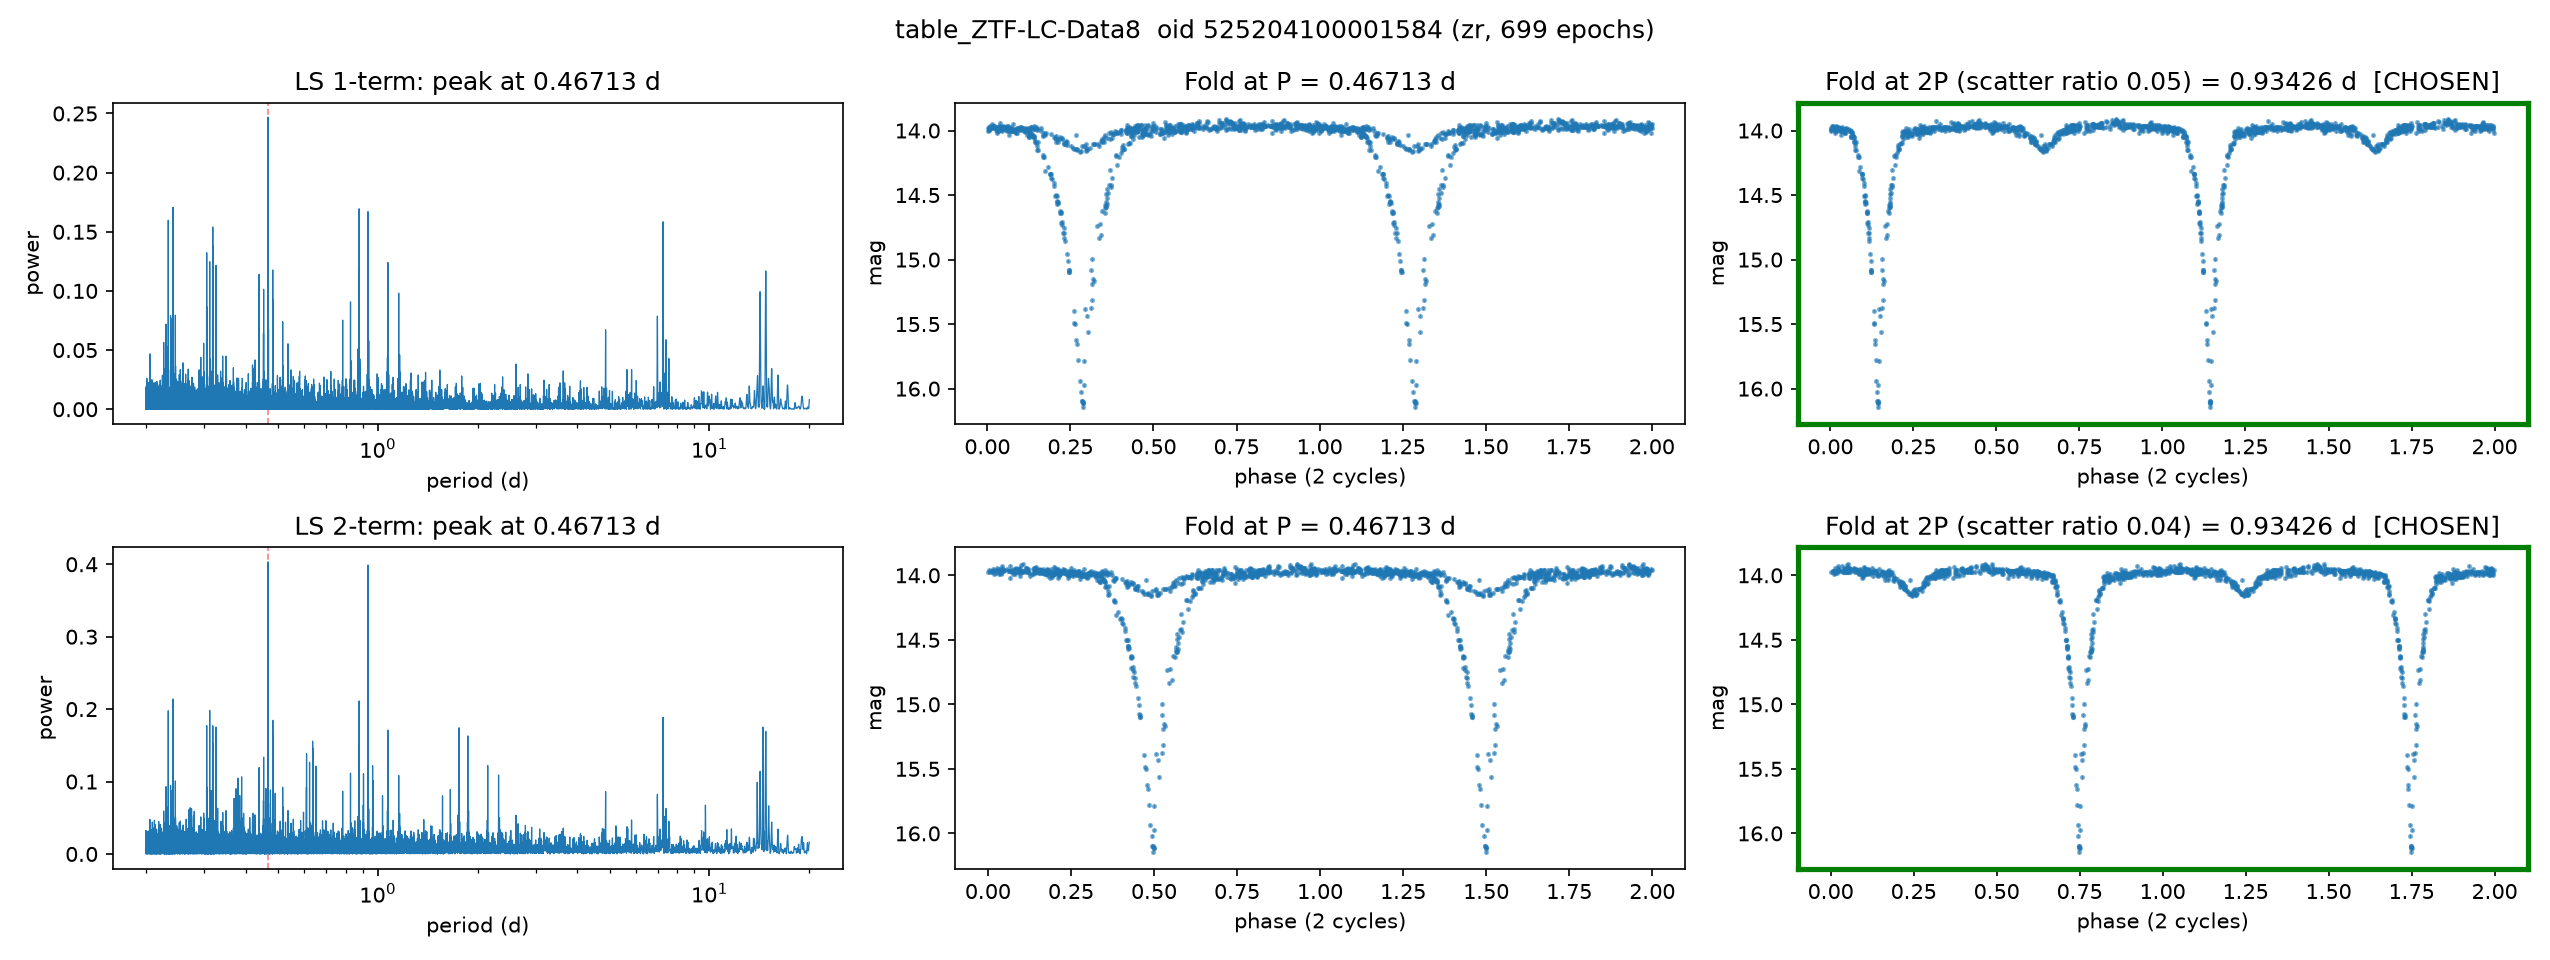 table_ZTF-LC-Data8  oid 525204100001584 (zr, 699 epochs)
LS 1-term: peak at 0.46713 d
power
0.25
0.20
0.15
0.10
0.05
0.00
10⁰
10¹
period (d)
Fold at P = 0.46713 d
mag
14.0
14.5
15.0
15.5
16.0
0.00 0.25 0.50 0.75 1.00 1.25 1.50 1.75 2.00
phase (2 cycles)
Fold at 2P (scatter ratio 0.05) = 0.93426 d  [CHOSEN]
mag
14.0
14.5
15.0
15.5
16.0
0.00 0.25 0.50 0.75 1.00 1.25 1.50 1.75 2.00
phase (2 cycles)
LS 2-term: peak at 0.46713 d
power
0.4
0.3
0.2
0.1
0.0
10⁰
10¹
period (d)
Fold at P = 0.46713 d
mag
14.0
14.5
15.0
15.5
16.0
0.00 0.25 0.50 0.75 1.00 1.25 1.50 1.75 2.00
phase (2 cycles)
Fold at 2P (scatter ratio 0.04) = 0.93426 d  [CHOSEN]
mag
14.0
14.5
15.0
15.5
16.0
0.00 0.25 0.50 0.75 1.00 1.25 1.50 1.75 2.00
phase (2 cycles)